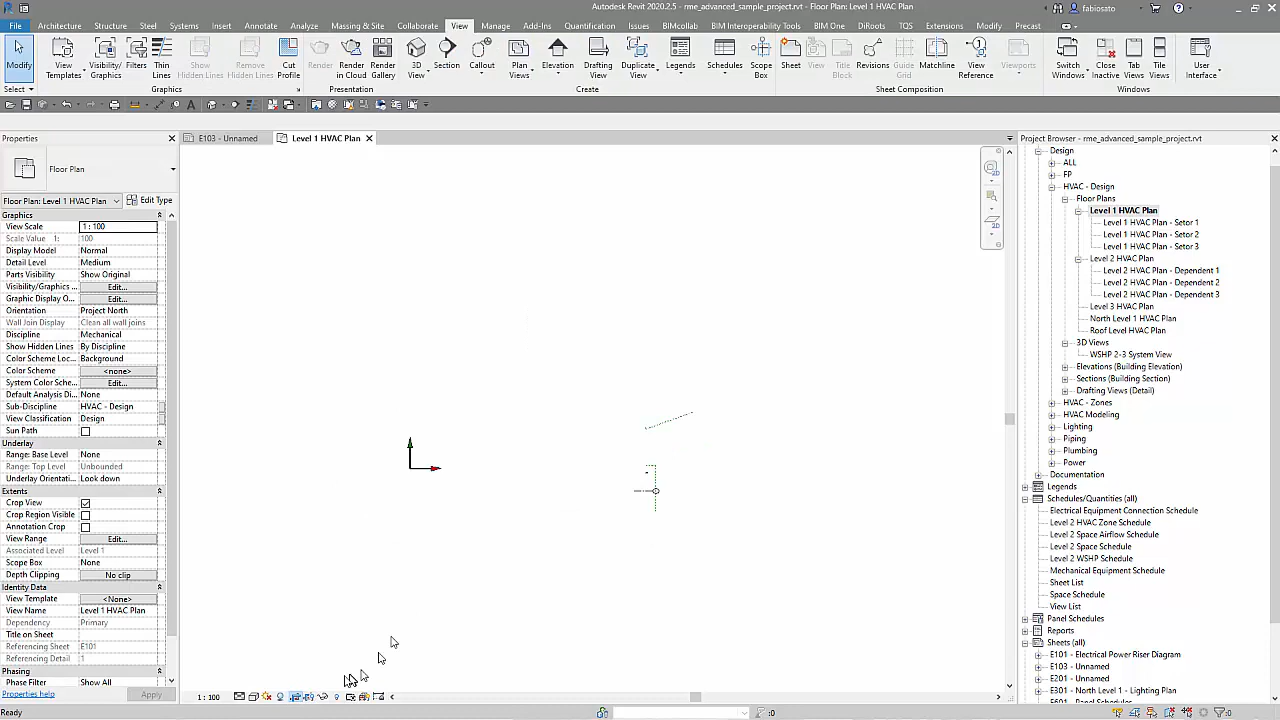 Autodesk Revit 2020.2.5 - rme_advanced_sample_project.rvt - Floor Plan: Level 1 HVAC Plan
fabiosato
File Architecture Structure Steel Systems Insert Annotate Analyze Massing & Site Collaborate View Manage Add-Ins Quantification Issues BIMcollab BIM Interoperability Tools BIM One DiRoots TQS Extensions Modify Precast
Modify
View Templates
Visibility/ Graphics
Filters
Thin Lines
Show Hidden Lines
Remove Hidden Lines
Cut Profile
Render
Render in Cloud
Render Gallery
3D View
Section
Callout
Plan Views
Elevation
Drafting View
Duplicate View
Legends
Schedules
Scope Box
Sheet
View
Title Block
Revisions
Guide Grid
Matchline
View Reference
Viewports
Switch Windows
Close Inactive
Tab Views
Tile Views
User Interface
Select Graphics Presentation Create Sheet Composition Windows
Properties
E103 - Unnamed
Level 1 HVAC Plan
Project Browser - rme_advanced_sample_project.rvt
Floor Plan
Floor Plan: Level 1 HVAC Plan Edit Type
Graphics
View Scale 1 : 100
Scale Value 1: 100
Display Model Normal
Detail Level Medium
Parts Visibility Show Original
Visibility/Graphics ... Edit...
Graphic Display O... Edit...
Orientation Project North
Wall Join Display Clean all wall joins
Discipline Mechanical
Show Hidden Lines By Discipline
Color Scheme Loc... Background
Color Scheme <none>
System Color Sche... Edit...
Default Analysis Di... None
Sub-Discipline HVAC - Design
View Classification Design
Sun Path
Underlay
Range: Base Level None
Range: Top Level Unbounded
Underlay Orientati... Look down
Extents
Crop View
Crop Region Visible
Annotation Crop
View Range Edit...
Associated Level Level 1
Scope Box None
Depth Clipping No clip
Identity Data
View Template <None>
View Name Level 1 HVAC Plan
Dependency Primary
Title on Sheet
Referencing Sheet E101
Referencing Detail 1
Phasing
Phase Filter Show All
Properties help Apply
2D
2D
Design
ALL
FP
HVAC - Design
Floor Plans
Level 1 HVAC Plan
Level 1 HVAC Plan - Setor 1
Level 1 HVAC Plan - Setor 2
Level 1 HVAC Plan - Setor 3
Level 2 HVAC Plan
Level 2 HVAC Plan - Dependent 1
Level 2 HVAC Plan - Dependent 2
Level 2 HVAC Plan - Dependent 3
Level 3 HVAC Plan
North Level 1 HVAC Plan
Roof Level HVAC Plan
3D Views
WSHP 2-3 System View
Elevations (Building Elevation)
Sections (Building Section)
Drafting Views (Detail)
HVAC - Zones
HVAC Modeling
Lighting
Piping
Plumbing
Power
Documentation
Legends
Schedules/Quantities (all)
Electrical Equipment Connection Schedule
Level 2 HVAC Zone Schedule
Level 2 Space Airflow Schedule
Level 2 Space Schedule
Level 2 WSHP Schedule
Mechanical Equipment Schedule
Sheet List
Space Schedule
View List
Panel Schedules
Reports
Sheets (all)
E101 - Electrical Power Riser Diagram
E103 - Unnamed
E201 - Unnamed
E301 - North Level 1 - Lighting Plan
1 : 100
Ready
:0
:0